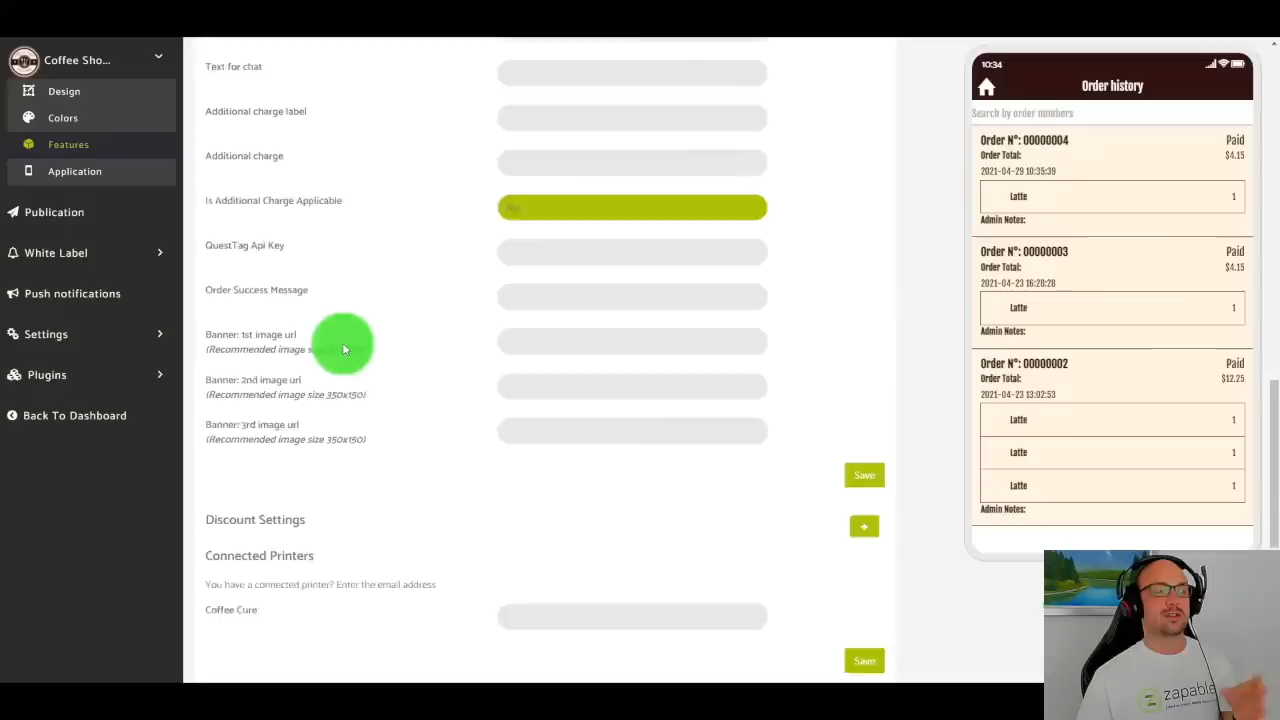 Coffee Sho...
Design
Colors
Features
Application
Publication
White Label
Push notifications
Settings
Plugins
Back To Dashboard
Text for chat
Additional charge label
Additional charge
Is Additional Charge Applicable
QuestTag Api Key
Order Success Message
Banner: 1st image url
(Recommended image
Banner: 2nd image url
(Recommended image size 350x150)
Banner: 3rd image url
(Recommended image size 350x150)
Save
Discount Settings
Connected Printers
You have a connected printer? Enter the email address
Coffee Cure
Save
10:34
Order history
Search by order numbers
Order N°: 00000004 Paid
Order Total: $4.15
2021-04-29 10:35:39
Latte 1
Admin Notes:
Order N°: 00000003 Paid
Order Total: $4.15
2021-04-23 16:28:28
Latte 1
Admin Notes:
Order N°: 00000002 Paid
Order Total: $12.25
2021-04-23 13:02:53
Latte 1
Latte 1
Latte 1
Admin Notes:
zapable